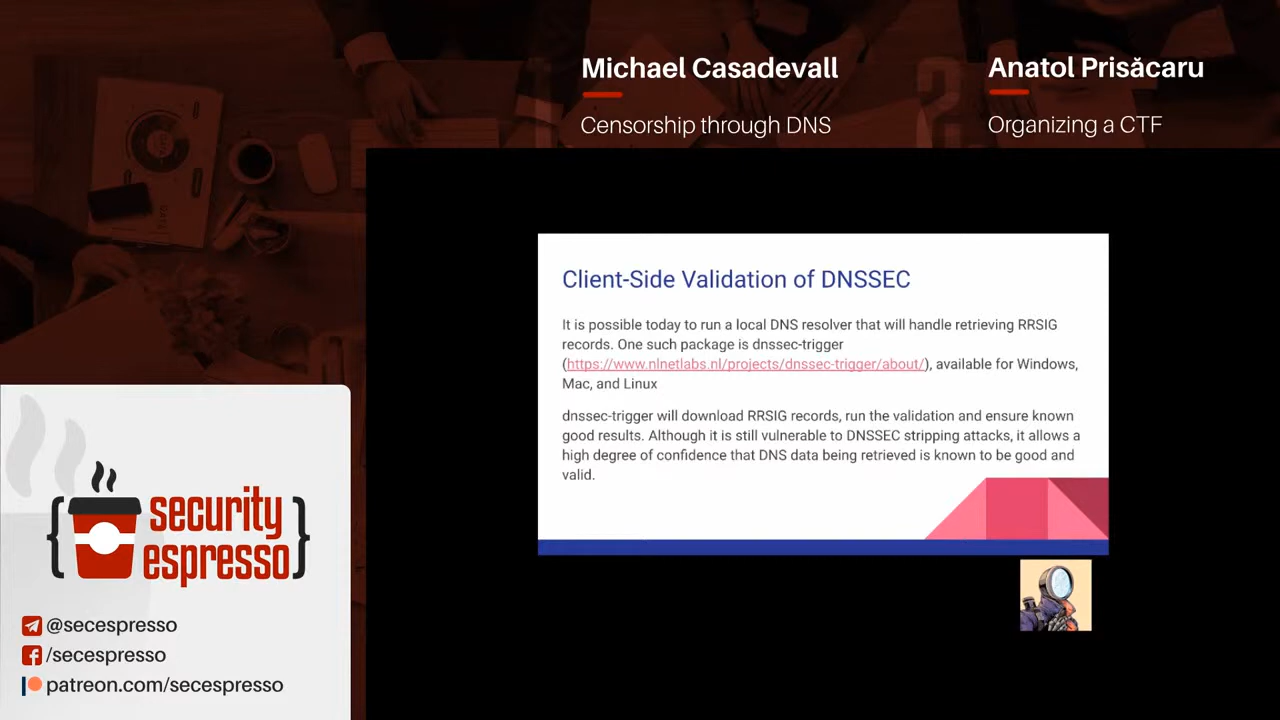 Michael Casadevall
Censorship through DNS
Anatol Prisăcaru
Organizing a CTF
Client-Side Validation of DNSSEC
It is possible today to run a local DNS resolver that will handle retrieving RRSIG
records. One such package is dnssec-trigger
(https://www.nlnetlabs.nl/projects/dnssec-trigger/about/), available for Windows,
Mac, and Linux
dnssec-trigger will download RRSIG records, run the validation and ensure known
good results. Although it is still vulnerable to DNSSEC stripping attacks, it allows a
high degree of confidence that DNS data being retrieved is known to be good and
valid.
{security
espresso}
@secespresso
/secespresso
patreon.com/secespresso